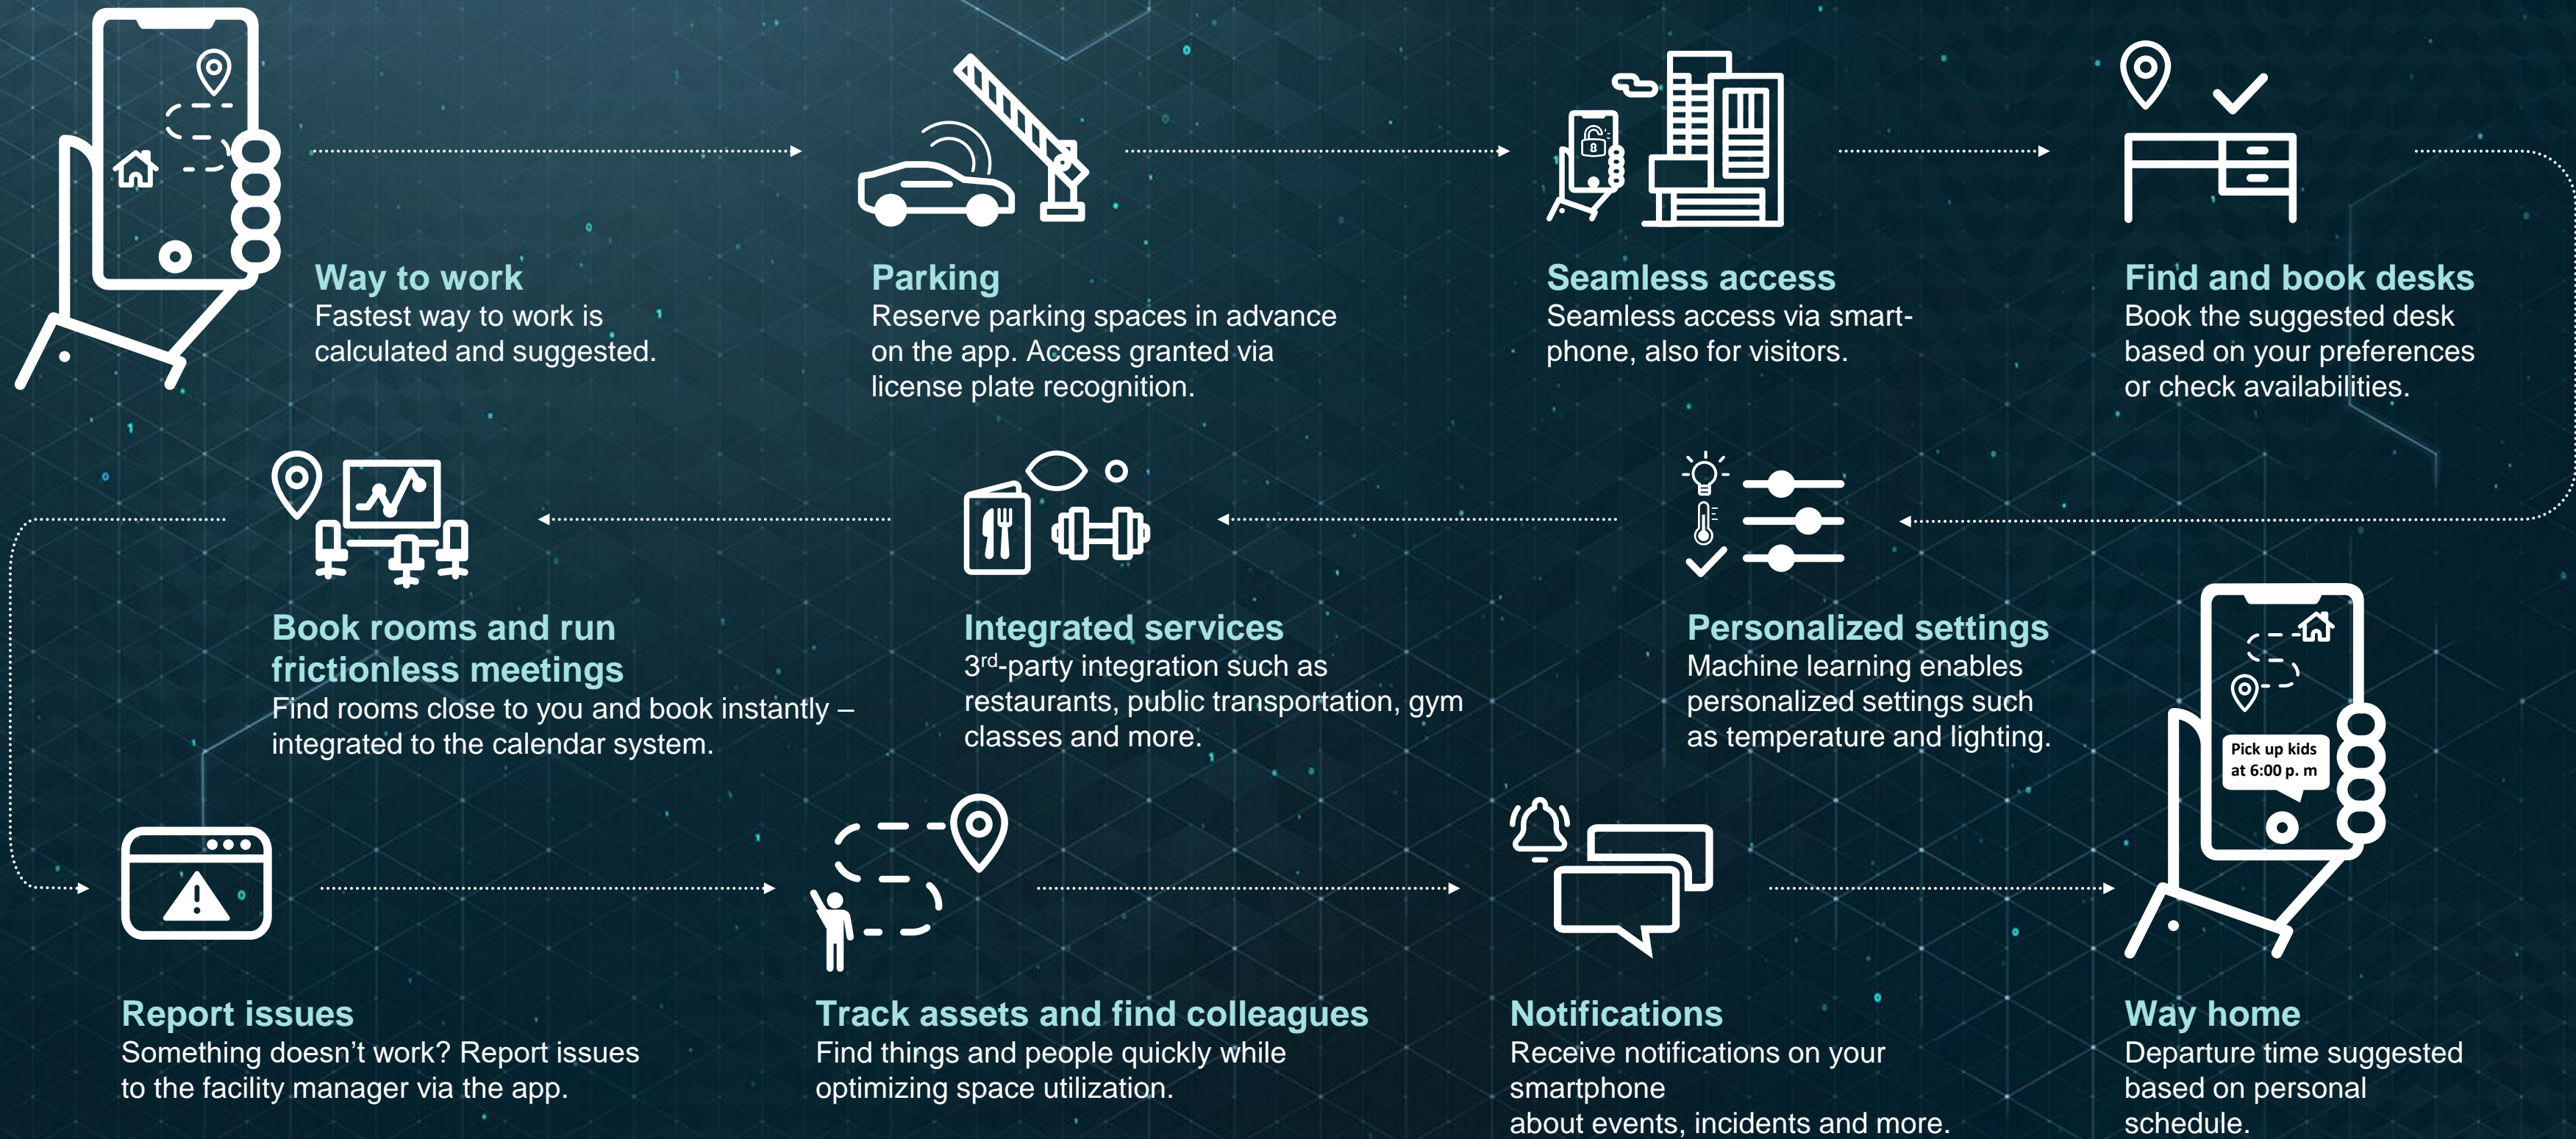 Way to work
Fastest way to work is
calculated and suggested.
Parking
Reserve parking spaces in advance
on the app. Access granted via
license plate recognition.
Seamless access
Seamless access via smart-
phone, also for visitors.
Find and book desks
Book the suggested desk
based on your preferences
or check availabilities.
Personalized settings
Machine learning enables
personalized settings such
as temperature and lighting.
Integrated services
3rd-party integration such as
restaurants, public transportation, gym
classes and more.
Book rooms and run
frictionless meetings
Find rooms close to you and book instantly –
integrated to the calendar system.
Report issues
Something doesn’t work? Report issues
to the facility manager via the app.
Track assets and find colleagues
Find things and people quickly while
optimizing space utilization.
Notifications
Receive notifications on your
smartphone
about events, incidents and more.
Pick up kids
at 6:00 p. m
Way home
Departure time suggested
based on personal
schedule.